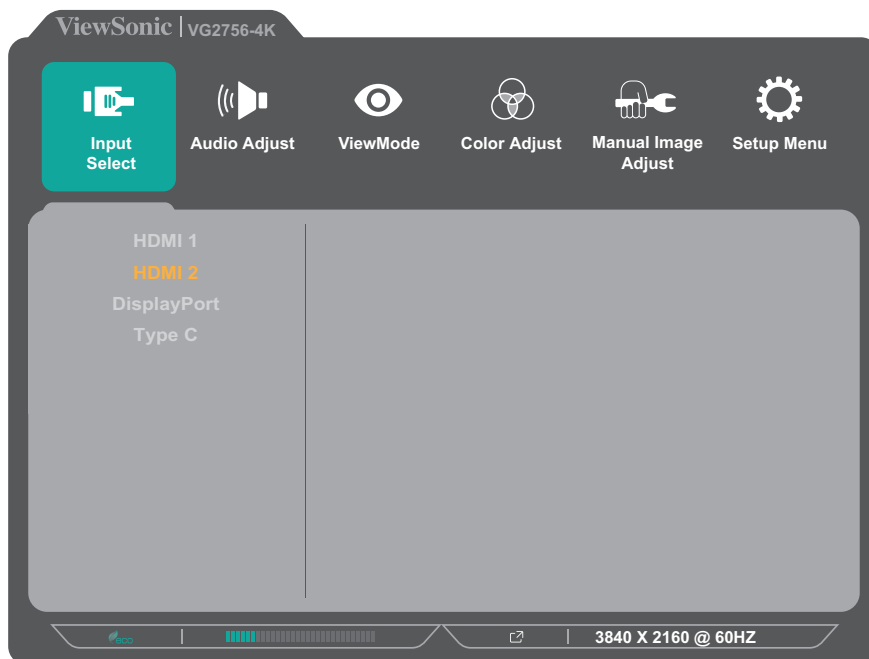 ViewSonic | VG2756-4K
Input Select
Audio Adjust
ViewMode
Color Adjust
Manual Image Adjust
Setup Menu
HDMI 1
HDMI 2
DisplayPort
Type C
eco
3840 X 2160 @ 60HZ